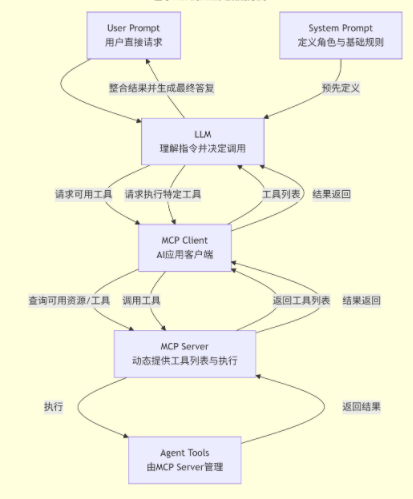 User Prompt
用户直接请求
System Prompt
定义角色与基础规则
整合结果并生成最终答复
预先定义
LLM
理解指令并决定调用
请求可用工具
请求执行特定工具
工具列表
结果返回
MCP Client
AI应用客户端
查询可用资源/工具
调用工具
返回工具列表
结果返回
MCP Server
动态提供工具列表与执行
执行
返回结果
Agent Tools
由MCP Server管理